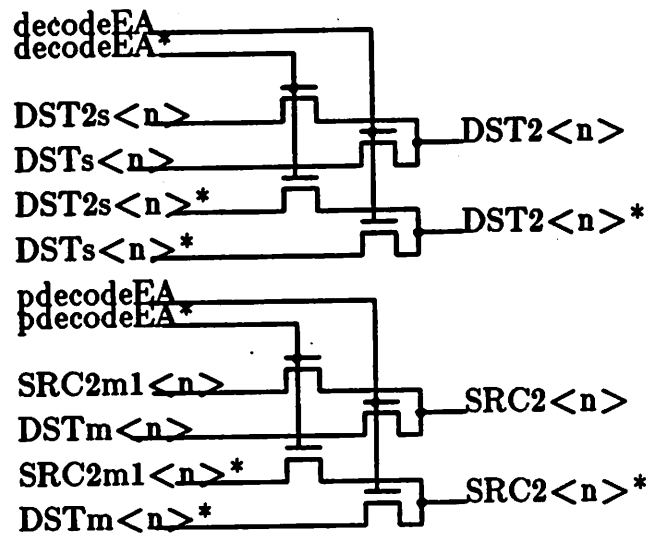 decodeEA
decodeEA*
DST2s<n>
DST2<n>
DSTs<n>
DST2s<n>*
DST2<n>*
DSTs<n>*
pdecodeEA
pdecodeEA*
SRC2m1<n>
SRC2<n>
DSTm<n>
SRC2m1<n>*
SRC2<n>*
DSTm<n>*